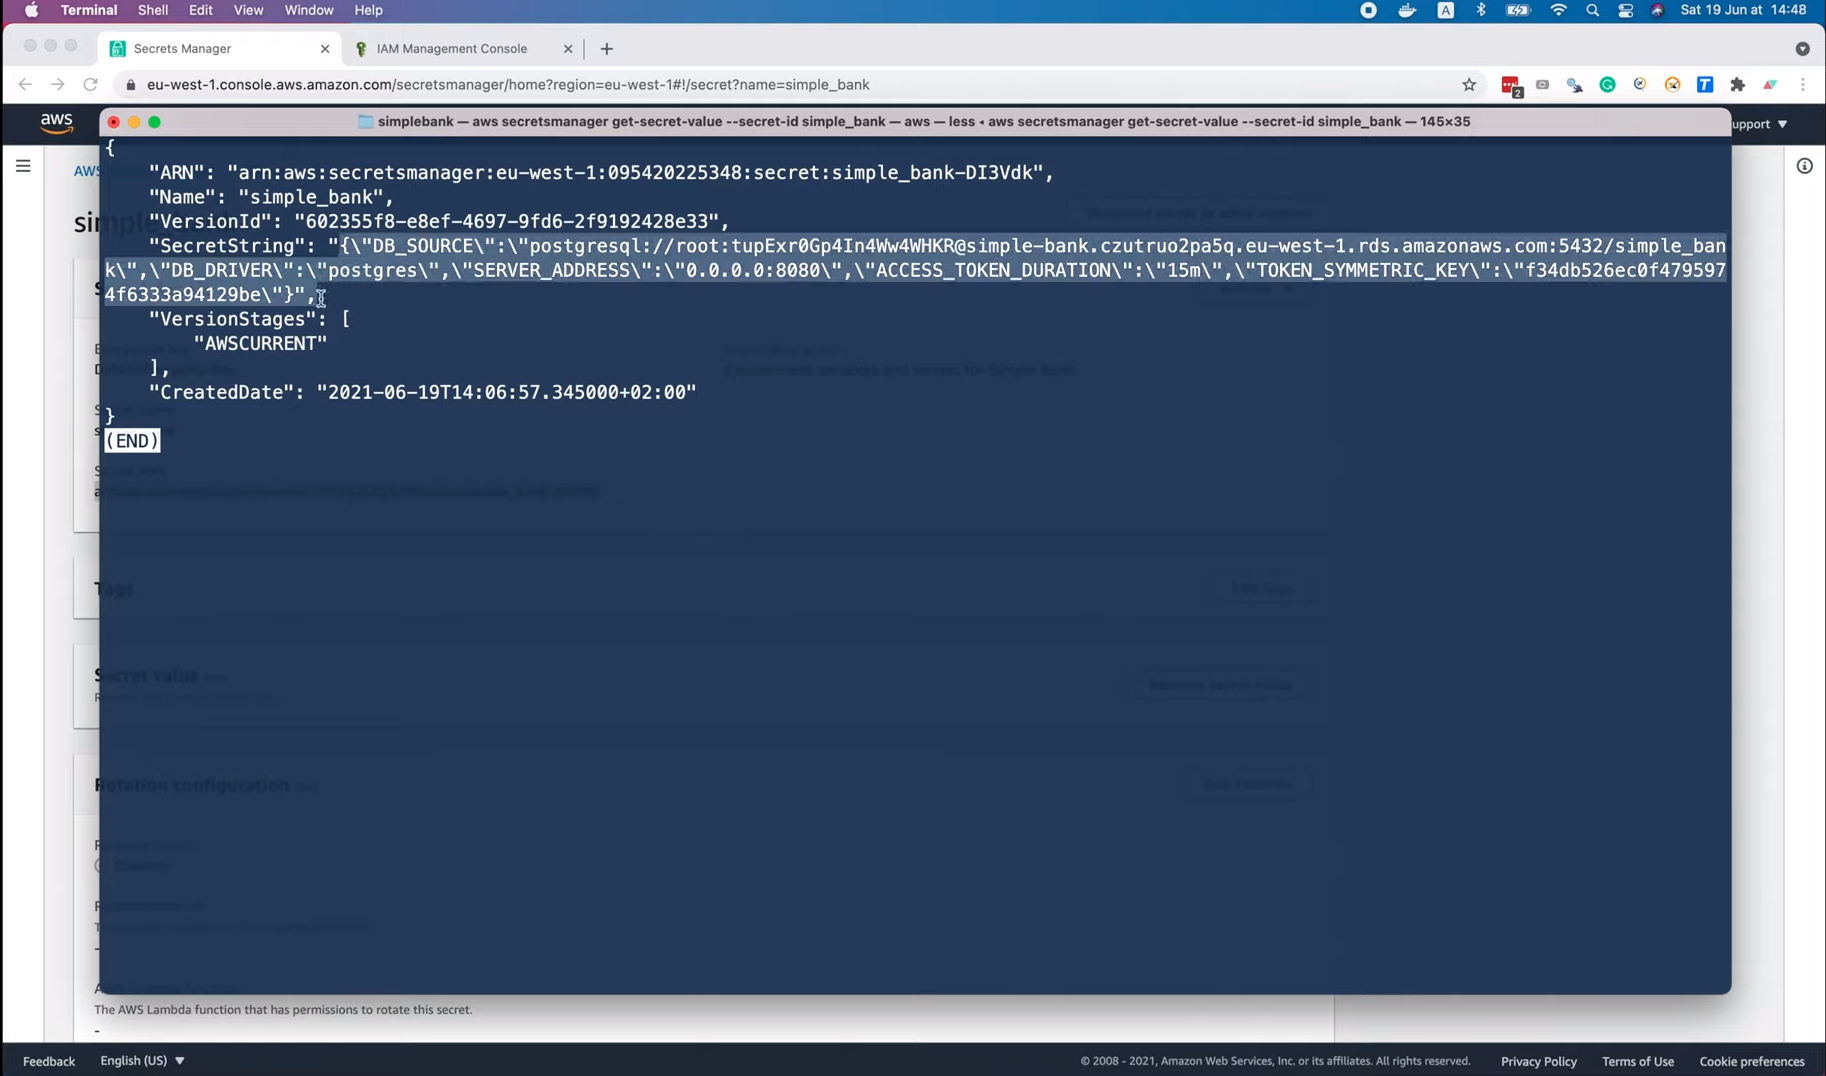 Terminal Shell Edit View Window Help A Sat 19 Jun at 14:48
Secrets Manager IAM Management Console
eu-west-1.console.aws.amazon.com/secretsmanager/home?region=eu-west-1#!/secret?name=simple_bank 2
aws simplebank — aws secretsmanager get-secret-value --secret-id simple_bank — aws — less ◂ aws secretsmanager get-secret-value --secret-id simple_bank — 145×35 upport
{
"ARN": "arn:aws:secretsmanager:eu-west-1:095420225348:secret:simple_bank-DI3Vdk",
"Name": "simple_bank",
"VersionId": "602355f8-e8ef-4697-9fd6-2f9192428e33",
"SecretString": "{\"DB_SOURCE\":\"postgresql://root:tupExr0Gp4In4Ww4WHKR@simple-bank.czutruo2pa5q.eu-west-1.rds.amazonaws.com:5432/simple_ban
k\",\"DB_DRIVER\":\"postgres\",\"SERVER_ADDRESS\":\"0.0.0.0:8080\",\"ACCESS_TOKEN_DURATION\":\"15m\",\"TOKEN_SYMMETRIC_KEY\":\"f34db526ec0f479597
4f6333a94129be\"}",
"VersionStages": [
"AWSCURRENT"
],
"CreatedDate": "2021-06-19T14:06:57.345000+02:00"
}
(END)
Tags
Secret value
Rotation configuration
The AWS Lambda function that has permissions to rotate this secret.
-
Feedback English (US) © 2008 - 2021, Amazon Web Services, Inc. or its affiliates. All rights reserved. Privacy Policy Terms of Use Cookie preferences